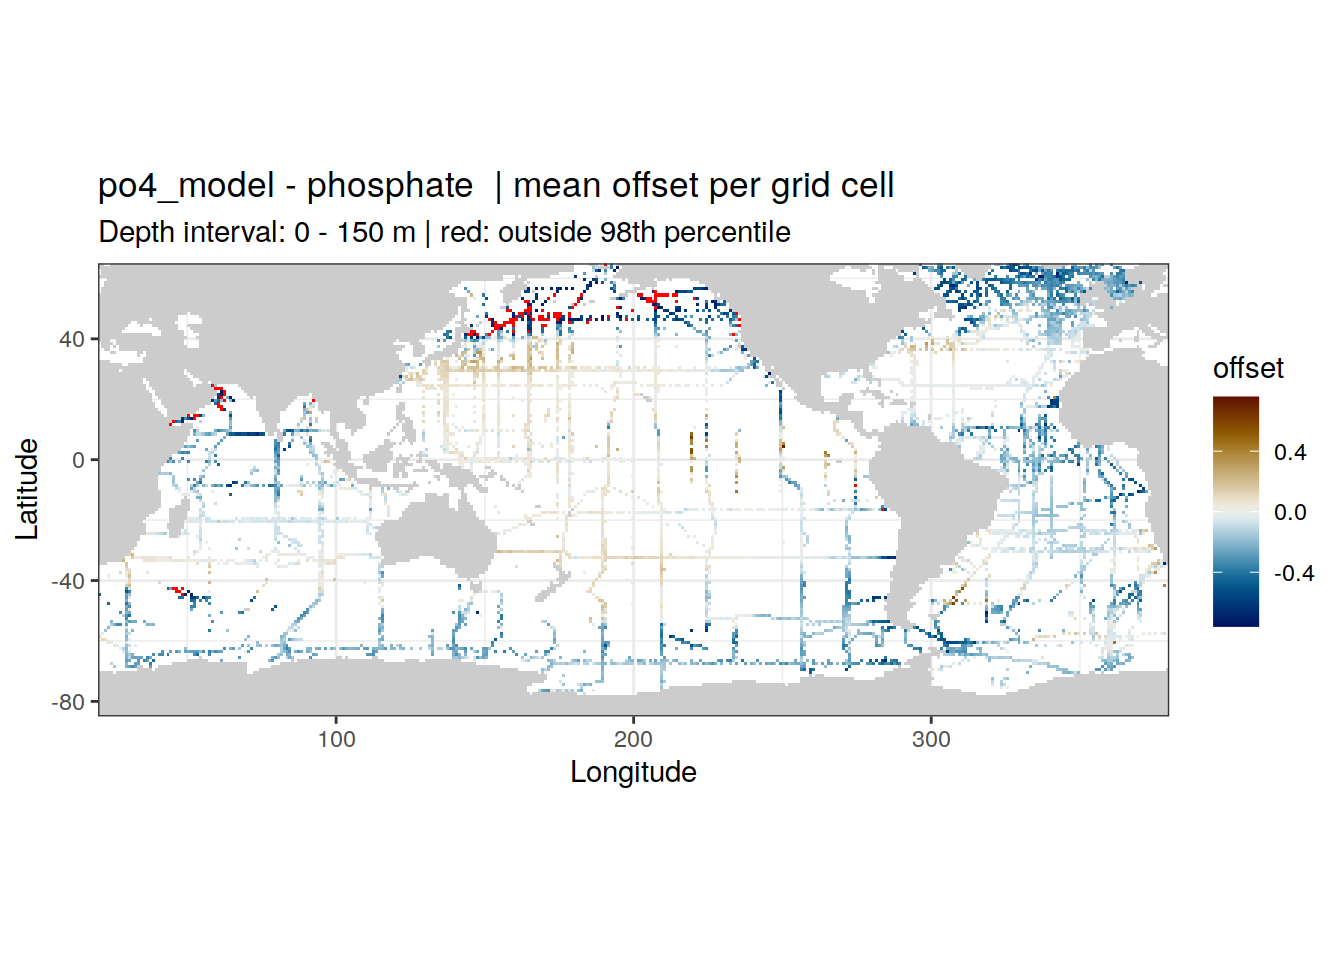 po4_model - phosphate  | mean offset per grid cell
Depth interval: 0 - 150 m | red: outside 98th percentile
offset
0.4
0.0
-0.4
Latitude
40
0
-40
-80
100
200
300
Longitude